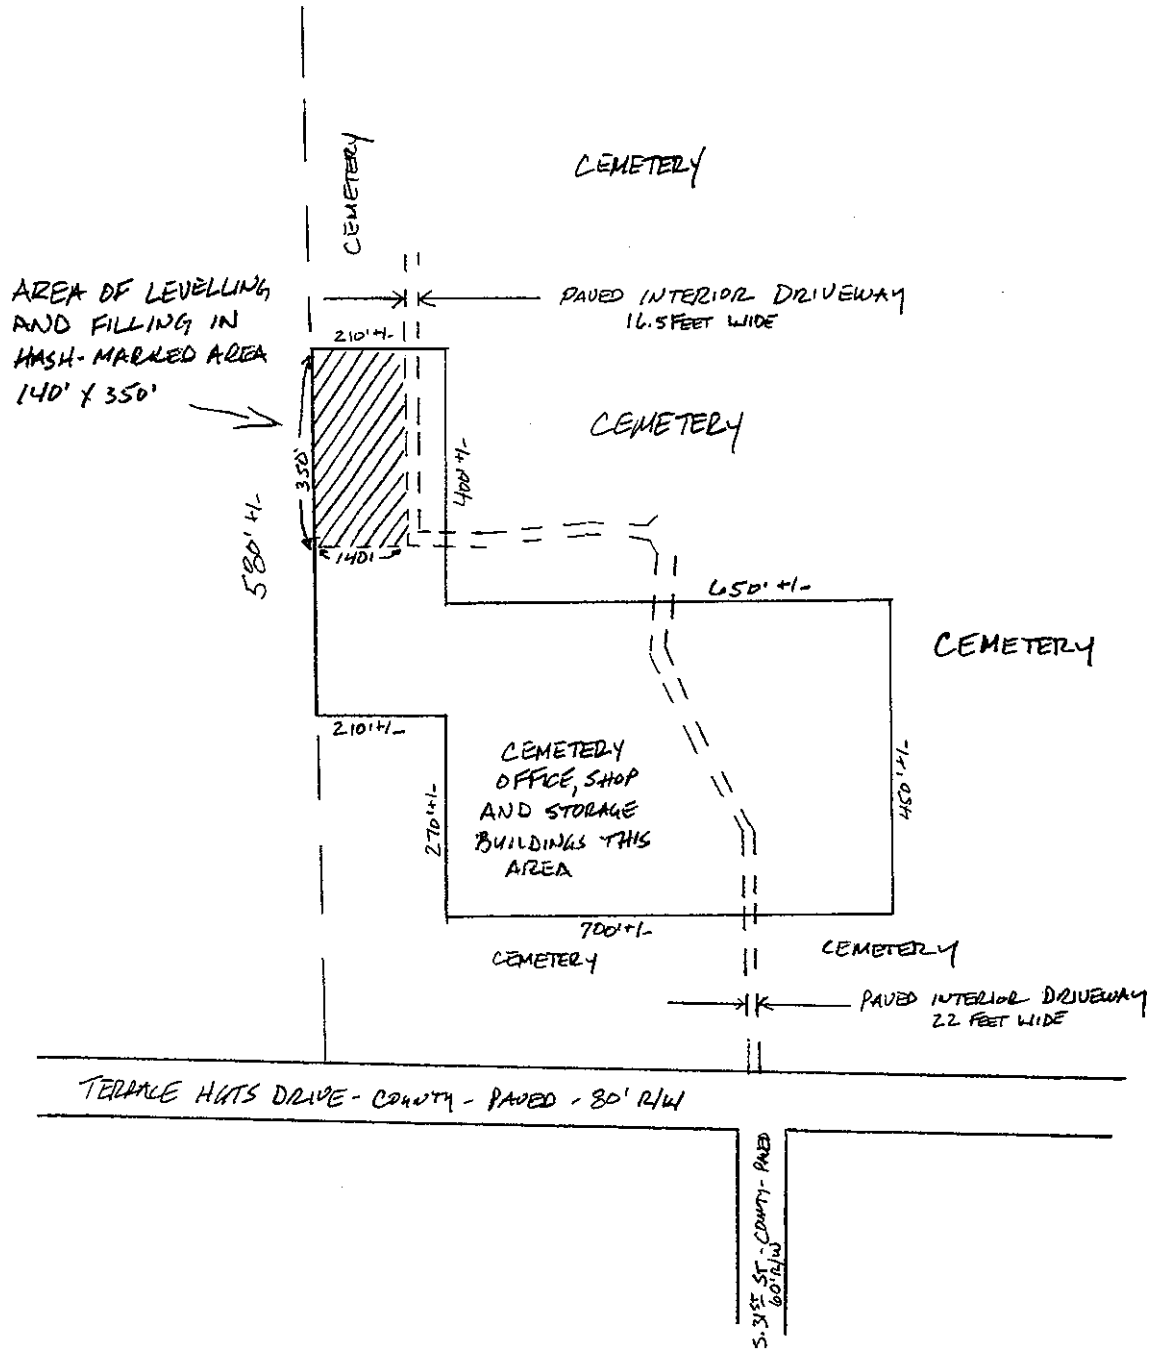 CEMETERY
CEMETERY
AREA OF LEVELLING
AND FILLING IN
HASH-MARKED AREA
140' X 350'
PAVED INTERIOR DRIVEWAY
16.5 FEET WIDE
210'+/-
CEMETERY
350'
400'+/-
580'+/-
140'
650'+/-
CEMETERY
210'+/-
CEMETERY
OFFICE, SHOP
AND STORAGE
BUILDINGS THIS
AREA
270'+/-
450'+/-
700'+/-
CEMETERY
CEMETERY
PAVED INTERIOR DRIVEWAY
22 FEET WIDE
TERRACE HGTS DRIVE - COUNTY - PAVED - 80' R/W
S. 31ST ST - COUNTY - PAVED
60' R/W